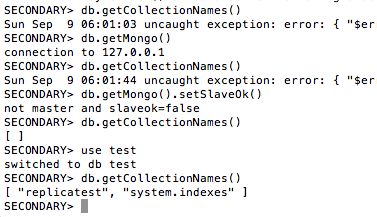 SECONDARY> db.getCollectionNames()
Sun Sep  9 06:01:03 uncaught exception: error: { "$er
SECONDARY> db.getMongo()
connection to 127.0.0.1
SECONDARY> db.getCollectionNames()
Sun Sep  9 06:01:44 uncaught exception: error: { "$er
SECONDARY> db.getMongo().setSlaveOk()
not master and slaveok=false
SECONDARY> db.getCollectionNames()
[ ]
SECONDARY> use test
switched to db test
SECONDARY> db.getCollectionNames()
[ "replicatest", "system.indexes" ]
SECONDARY>